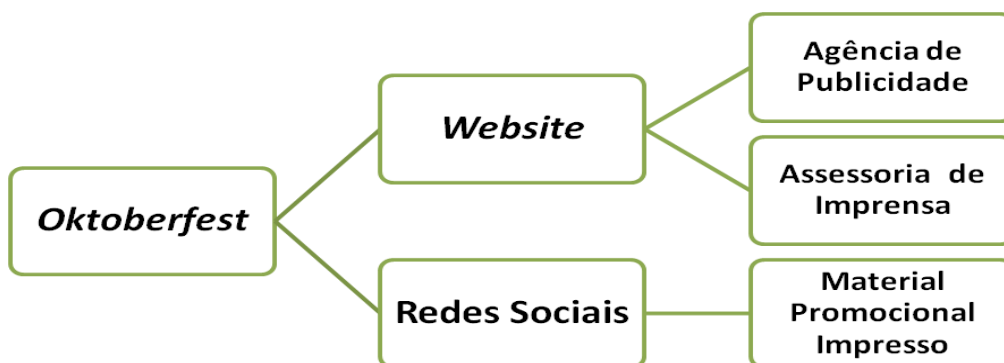 Oktoberfest
Website
Redes Sociais
Agência de
Publicidade
Assessoria de
Imprensa
Material
Promocional
Impresso